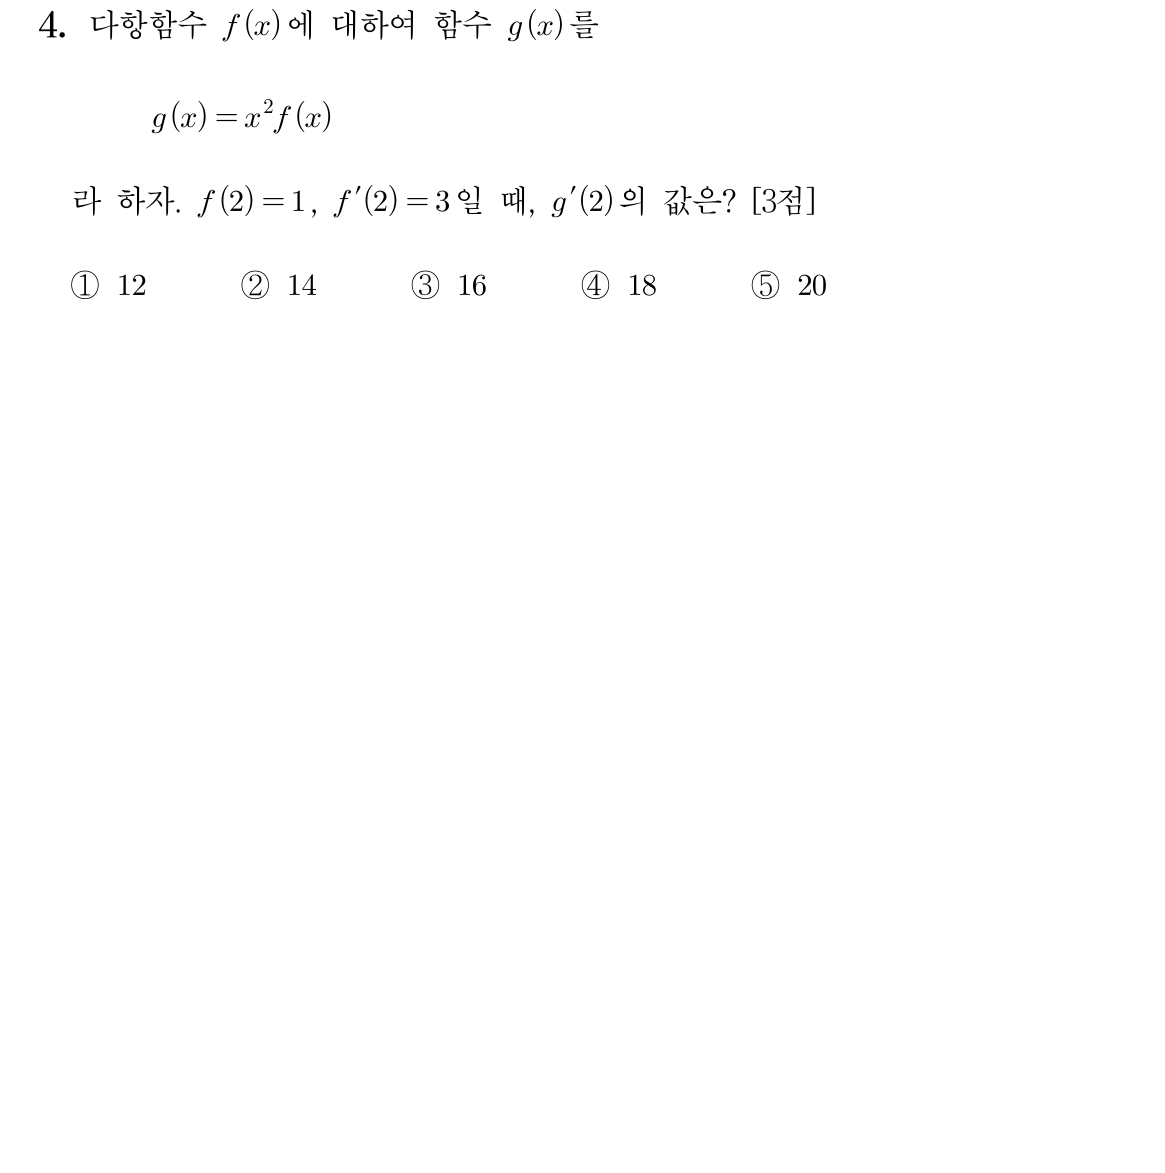 4. 다항함수 f(x)에 대하여 함수 g(x)를
g(x)=x²f(x)
라 하자. f(2)=1, f′(2)=3일 때, g′(2)의 값은? [3점]
① 12 ② 14 ③ 16 ④ 18 ⑤ 20